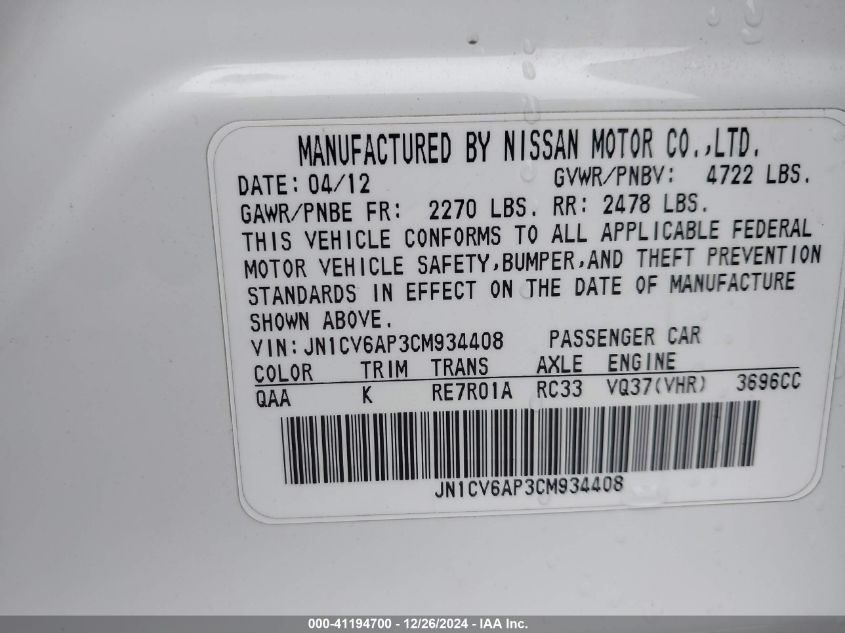 MANUFACTURED BY NISSAN MOTOR CO.,LTD.
DATE: 04/12 GVWR/PNBV: 4722 LBS.
GAWR/PNBE FR: 2270 LBS. RR: 2478 LBS.
THIS VEHICLE CONFORMS TO ALL APPLICABLE FEDERAL
MOTOR VEHICLE SAFETY,BUMPER,AND THEFT PREVENTION
STANDARDS IN EFFECT ON THE DATE OF MANUFACTURE
SHOWN ABOVE.
VIN: JN1CV6AP3CM934408 PASSENGER CAR
COLOR TRIM TRANS AXLE ENGINE
QAA K RE7R01A RC33 VQ37(VHR) 3696CC
JN1CV6AP3CM934408
000-41194700 - 12/26/2024 - IAA Inc.